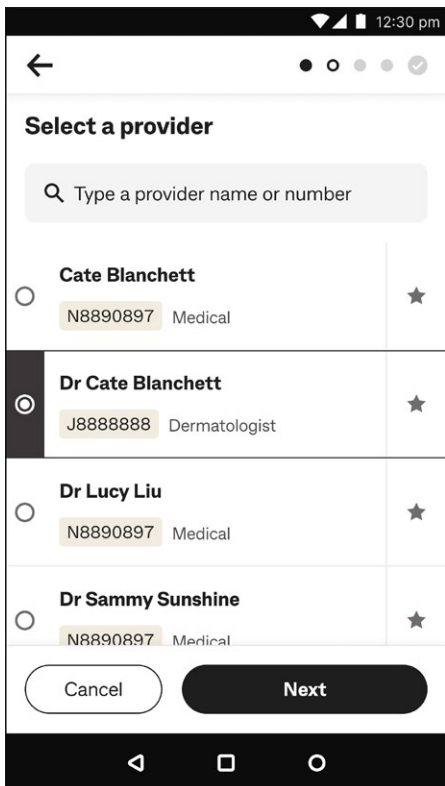 12:30 pm
Select a provider
Type a provider name or number
Cate Blanchett
N8890897 Medical
Dr Cate Blanchett
J8888888 Dermatologist
Dr Lucy Liu
N8890897 Medical
Dr Sammy Sunshine
N8890897 Medical
Cancel Next